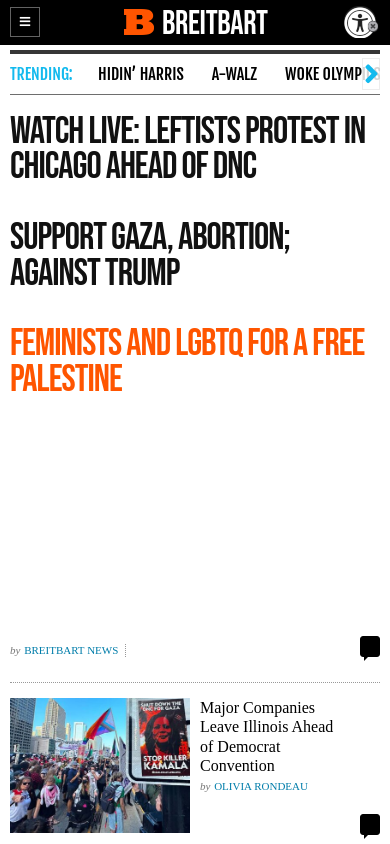 BREITBART
TRENDING: HIDIN’ HARRIS A-WALZ WOKE OLYMP
WATCH LIVE: LEFTISTS PROTEST IN
CHICAGO AHEAD OF DNC
SUPPORT GAZA, ABORTION;
AGAINST TRUMP
FEMINISTS AND LGBTQ FOR A FREE
PALESTINE
by BREITBART NEWS
SHUT DOWN THE
DNC FOR GAZA
STOP KILLER
KAMALA
Major Companies
Leave Illinois Ahead
of Democrat
Convention
by OLIVIA RONDEAU